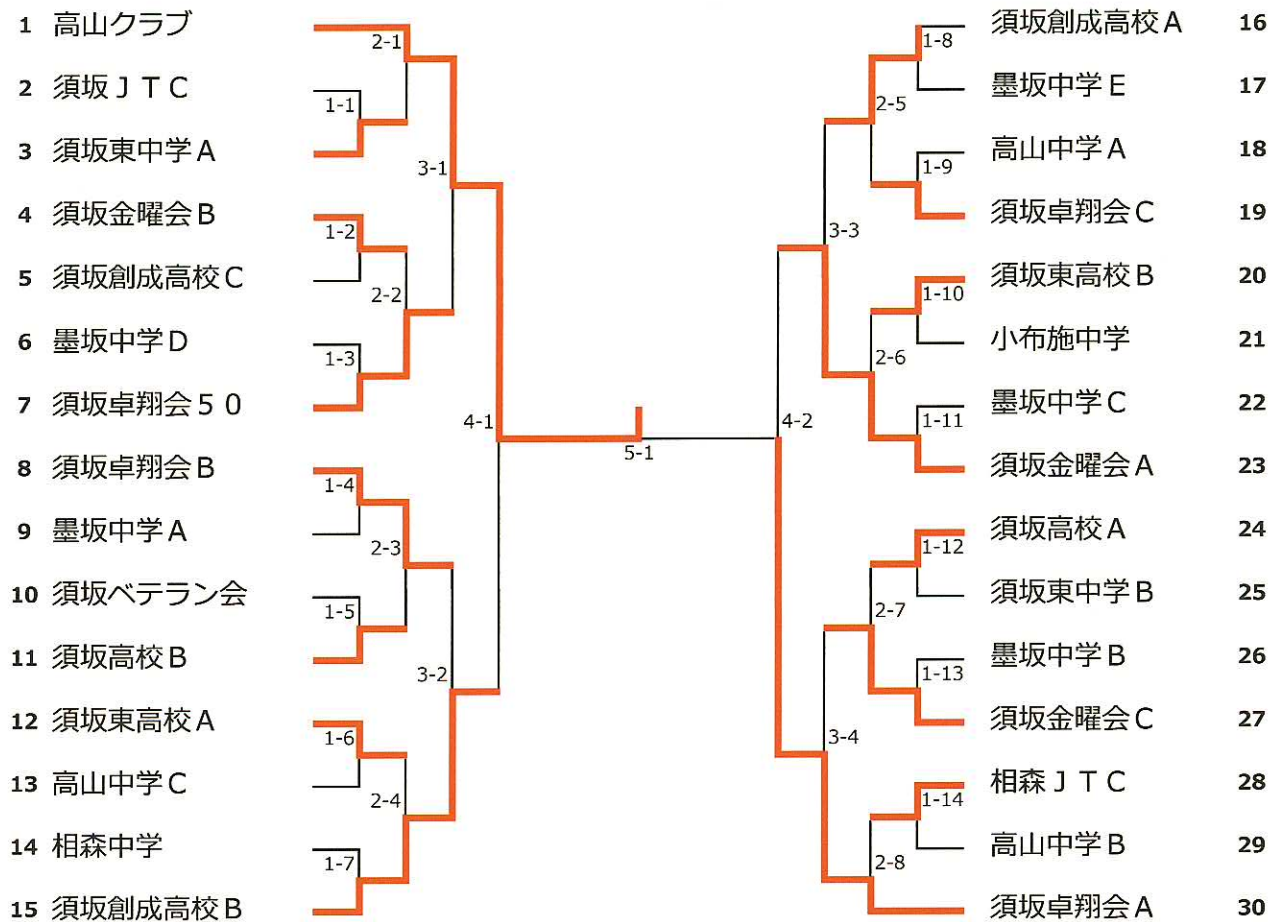 1 高山クラブ
2 須坂ＪＴＣ
3 須坂東中学Ａ
4 須坂金曜会Ｂ
5 須坂創成高校Ｃ
6 墨坂中学Ｄ
7 須坂卓翔会５０
8 須坂卓翔会Ｂ
9 墨坂中学Ａ
10 須坂ベテラン会
11 須坂高校Ｂ
12 須坂東高校Ａ
13 高山中学Ｃ
14 相森中学
15 須坂創成高校Ｂ
1-1
1-2
1-3
1-4
1-5
1-6
1-7
2-1
2-2
2-3
2-4
3-1
3-2
4-1
5-1
4-2
3-3
3-4
2-5
2-6
2-7
2-8
1-8
1-9
1-10
1-11
1-12
1-13
1-14
須坂創成高校Ａ 16
墨坂中学Ｅ 17
高山中学Ａ 18
須坂卓翔会Ｃ 19
須坂東高校Ｂ 20
小布施中学 21
墨坂中学Ｃ 22
須坂金曜会Ａ 23
須坂高校Ａ 24
須坂東中学Ｂ 25
墨坂中学Ｂ 26
須坂金曜会Ｃ 27
相森ＪＴＣ 28
高山中学Ｂ 29
須坂卓翔会Ａ 30